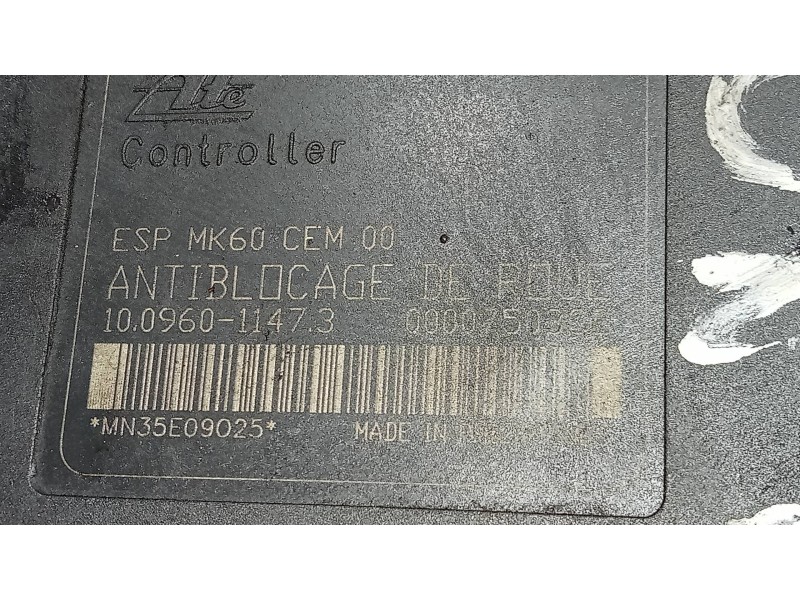 Ate
Controller
ESP MK60 CEM 00
ANTIBLOCAGE DE ROUE
10.0960-1147.3
*MN35E09025* MADE IN